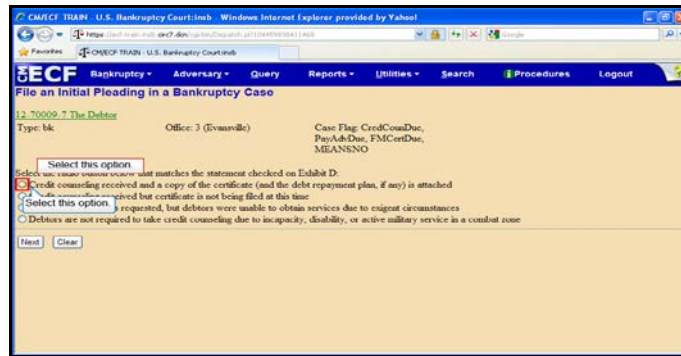 CM/ECF TRAIN - U.S. Bankruptcy Court:insb - Windows Internet Explorer provided by Yahoo!
Google
Favorites
CM/ECF TRAIN - U.S. Bankruptcy Court:insb
ECF Bankruptcy Adversary Query Reports Utilities Search Procedures Logout
File an Initial Pleading in a Bankruptcy Case
12-70009-7 The Debtor
Type: bk Office: 3 (Evansville) Case Flag: CredCounDue,
PayAdvDue, FMCertDue,
MEANSNO
Select this option.
Select the radio button below that matches the statement checked on Exhibit D:
Credit counseling received and a copy of the certificate (and the debt repayment plan, if any) is attached
received but certificate is not being filed at this time
Select this option.
requested, but debtors were unable to obtain services due to exigent circumstances
Debtors are not required to take credit counseling due to incapacity, disability, or active military service in a combat zone
Next Clear